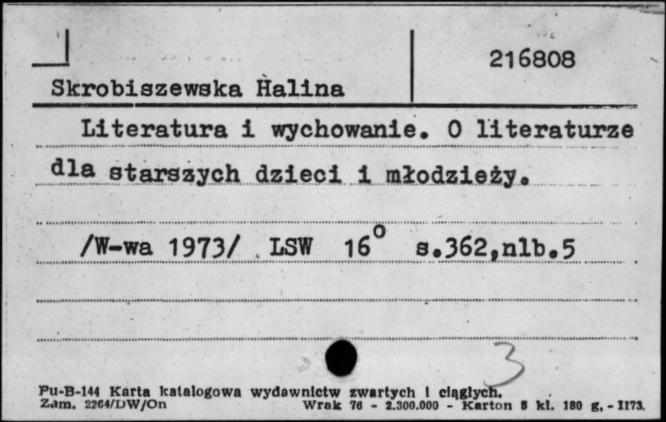 216808
Skrobiszewska Halina
Literatura i wychowanie. O literaturze
dla starszych dzieci i młodzieży.
/W-wa 1973/ LSW 16° s.362,nlb.5
3
Pu-B-144 Karta katalogowa wydawnictw zwartych i ciągłych.
Zam. 2264/DW/On Wrak 76 - 2.300.000 - Karton 5 kl. 180 g. - II73.